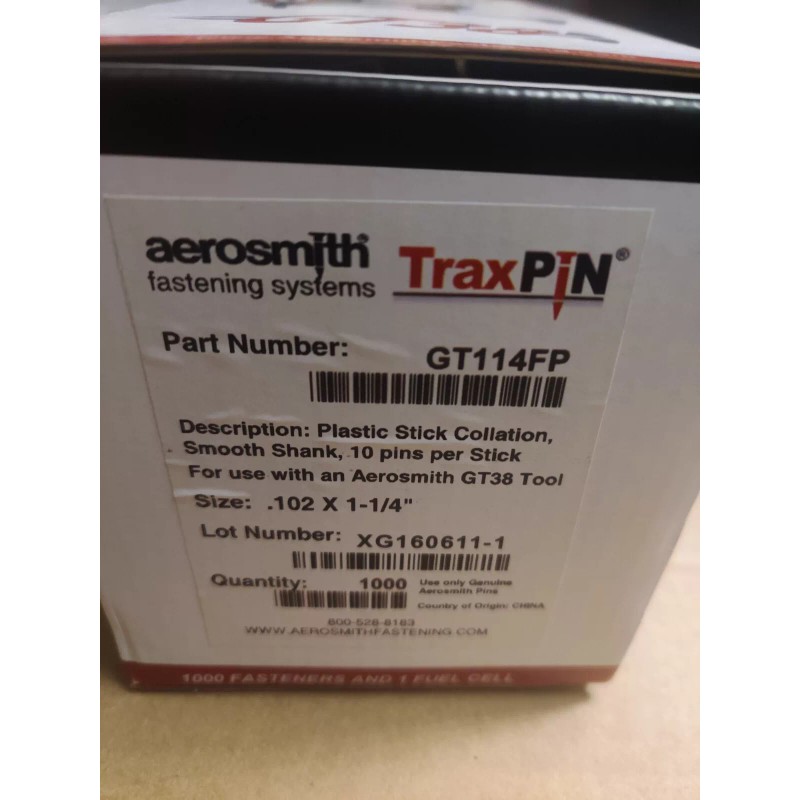 aerosmith®
fastening systems
TraxPiN®
Part Number: GT114FP
Description: Plastic Stick Collation,
Smooth Shank, 10 pins per Stick
For use with an Aerosmith GT38 Tool
Size: .102 X 1-1/4"
Lot Number: XG160611-1
Quantity: 1000
Use only Genuine
Aerosmith Pins
Country of Origin: CHINA
800-528-8183
WWW.AEROSMITHFASTENING.COM
1000 FASTENERS AND 1 FUEL CELL